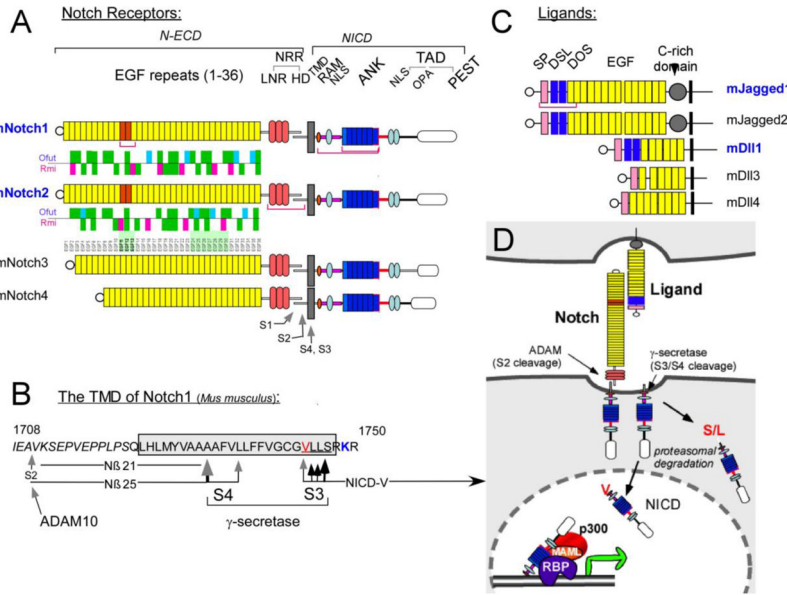 A
Notch Receptors:
N-ECD
NICD
NRR
TAD
EGF repeats (1-36)
LNR HD
TMD
RAM
NLS
ANK
NLS
OPA
PEST
mNotch1
Ofut
Rmi
mNotch2
Ofut
Rmi
mNotch3
mNotch4
S1
S2
S4, S3
B
The TMD of Notch1 (Mus musculus):
1708
1750
IEAVKSEPVEPPLPSQLHLMYVAAAAFVLLFFVGCGVLLSRKR
S2
Nß 21
Nß 25
S4
S3
NICD-V
γ-secretase
ADAM10
C
Ligands:
SP
DSL
DOS
EGF
C-rich
domain
mJagged1
mJagged2
mDll1
mDll3
mDll4
D
Ligand
Notch
ADAM
(S2 cleavage)
γ-secretase
(S3/S4 cleavage)
S/L
proteasomal
degradation
V
NICD
p300
MAML
RBP